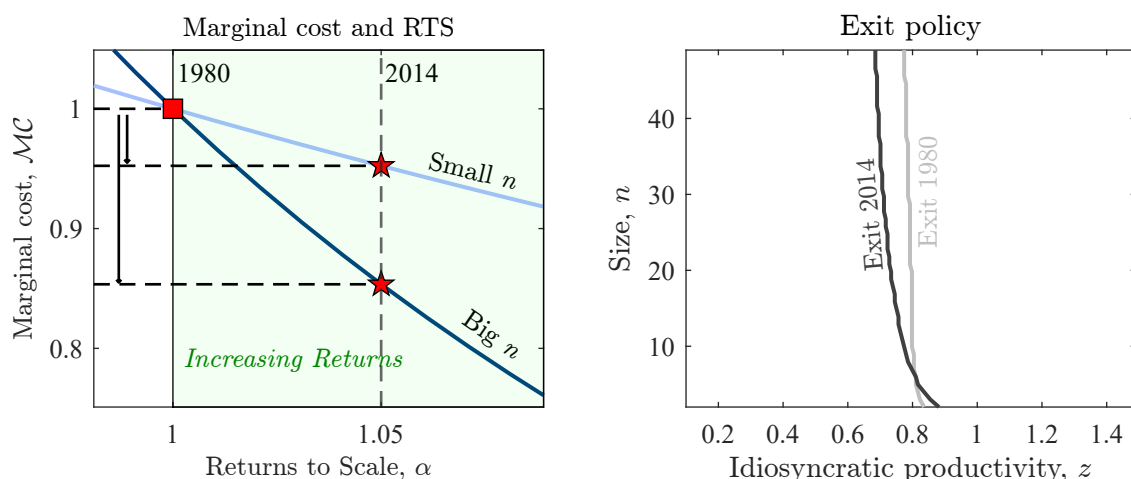 Marginal cost and RTS
1980
2014
1
0.9
0.8
Marginal cost, MC
Small n
Big n
Increasing Returns
1
1.05
Returns to Scale, α
Exit policy
40
30
20
10
Size, n
Exit 2014
Exit 1980
0.2 0.4 0.6 0.8 1 1.2 1.4
Idiosyncratic productivity, z